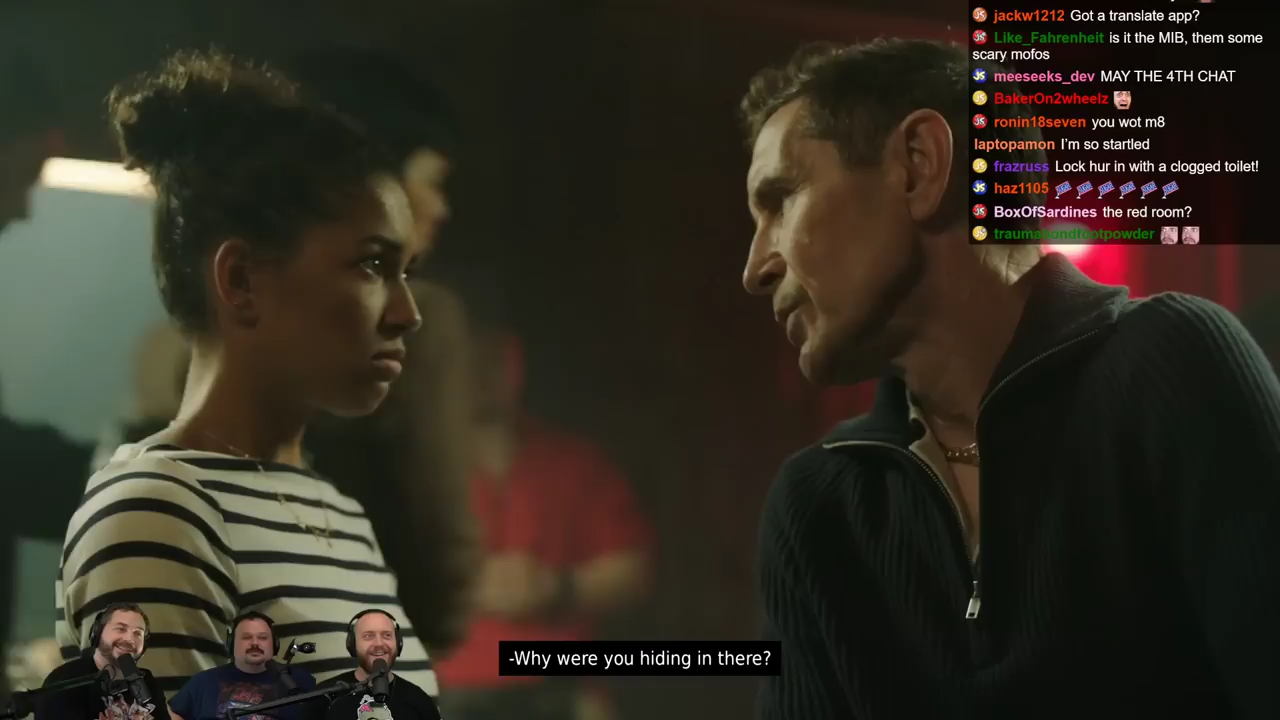 jackw1212 Got a translate app?
Like_Fahrenheit is it the MIB, them some
scary mofos
meeseeks_dev MAY THE 4TH CHAT
BakerOn2wheelz
ronin18seven you wot m8
laptopamon I'm so startled
frazruss Lock hur in with a clogged toilet!
haz1105
BoxOfSardines the red room?
traumabondfootpowder
-Why were you hiding in there?